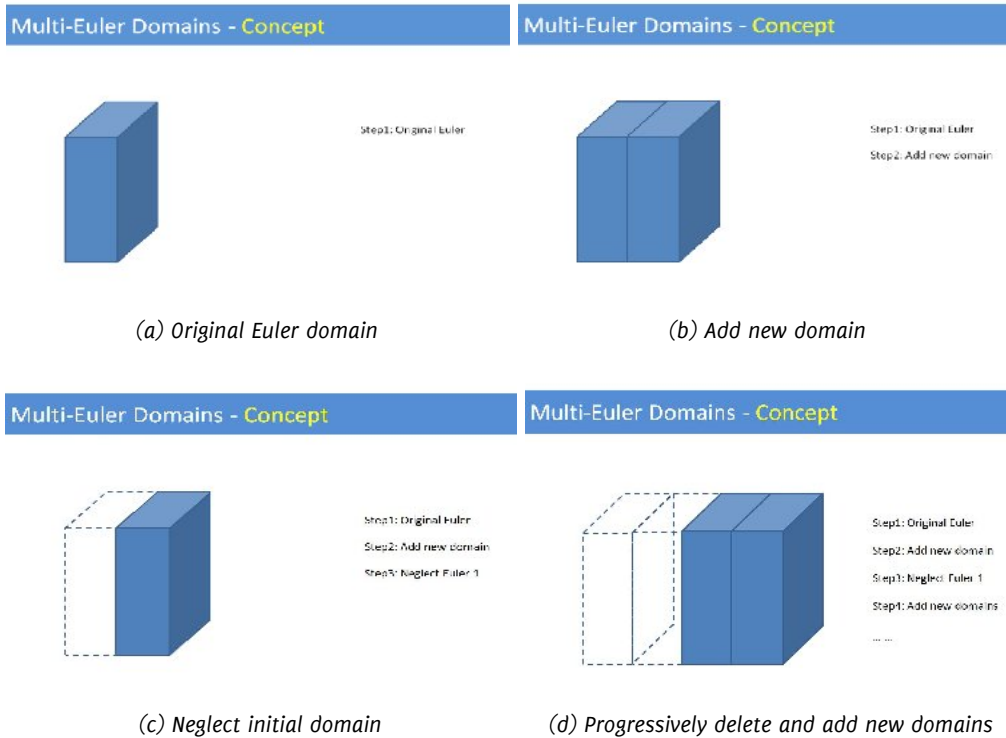 Multi-Euler Domains - Concept
Step1: Original Euler
(a) Original Euler domain
Multi-Euler Domains - Concept
Step1: Original Euler
Step2: Add new domain
(b) Add new domain
Multi-Euler Domains - Concept
Step1: Original Euler
Step2: Add new domain
Step3: Neglect Euler 1
(c) Neglect initial domain
Multi-Euler Domains - Concept
Step1: Original Euler
Step2: Add new domain
Step3: Neglect Euler 1
Step4: Add new domains
... ...
(d) Progressively delete and add new domains